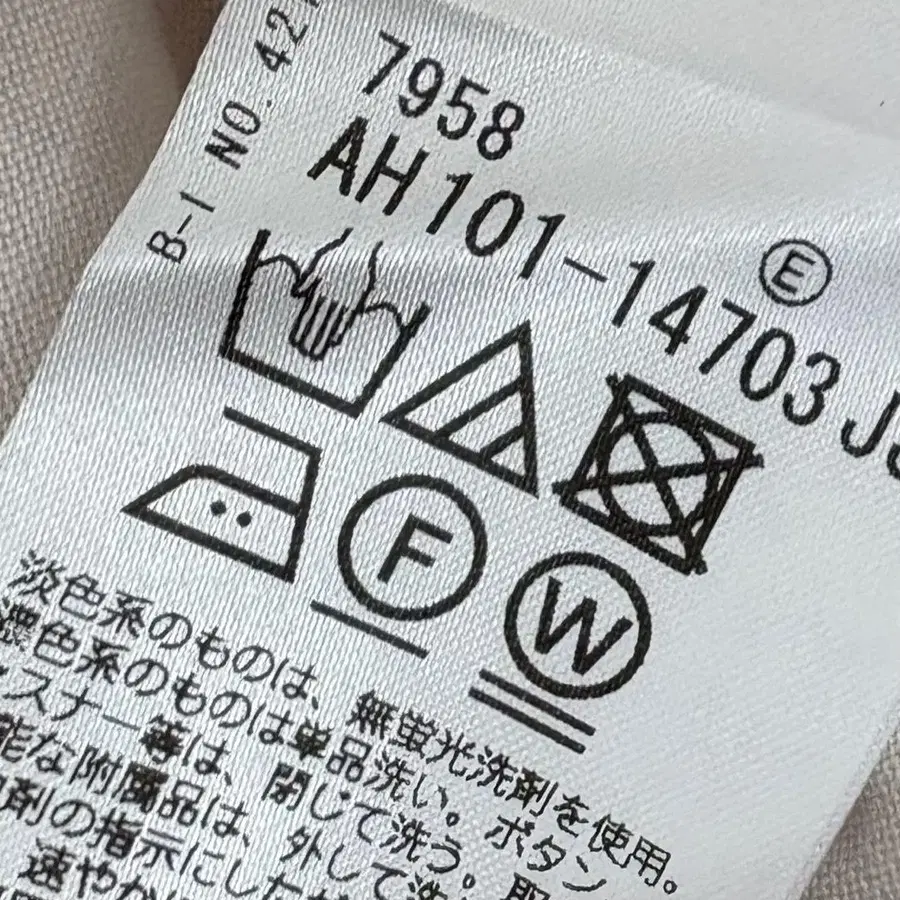 B-1 NO.42
7958
AH101-14703 J
E
F
W
淡色系のものは、無蛍光洗剤を使用。
濃色系のものは単品洗い。ボタン
スナー等は、閉じて洗う。取
能な附属品は、外して洗
剤の指示にした
速やか